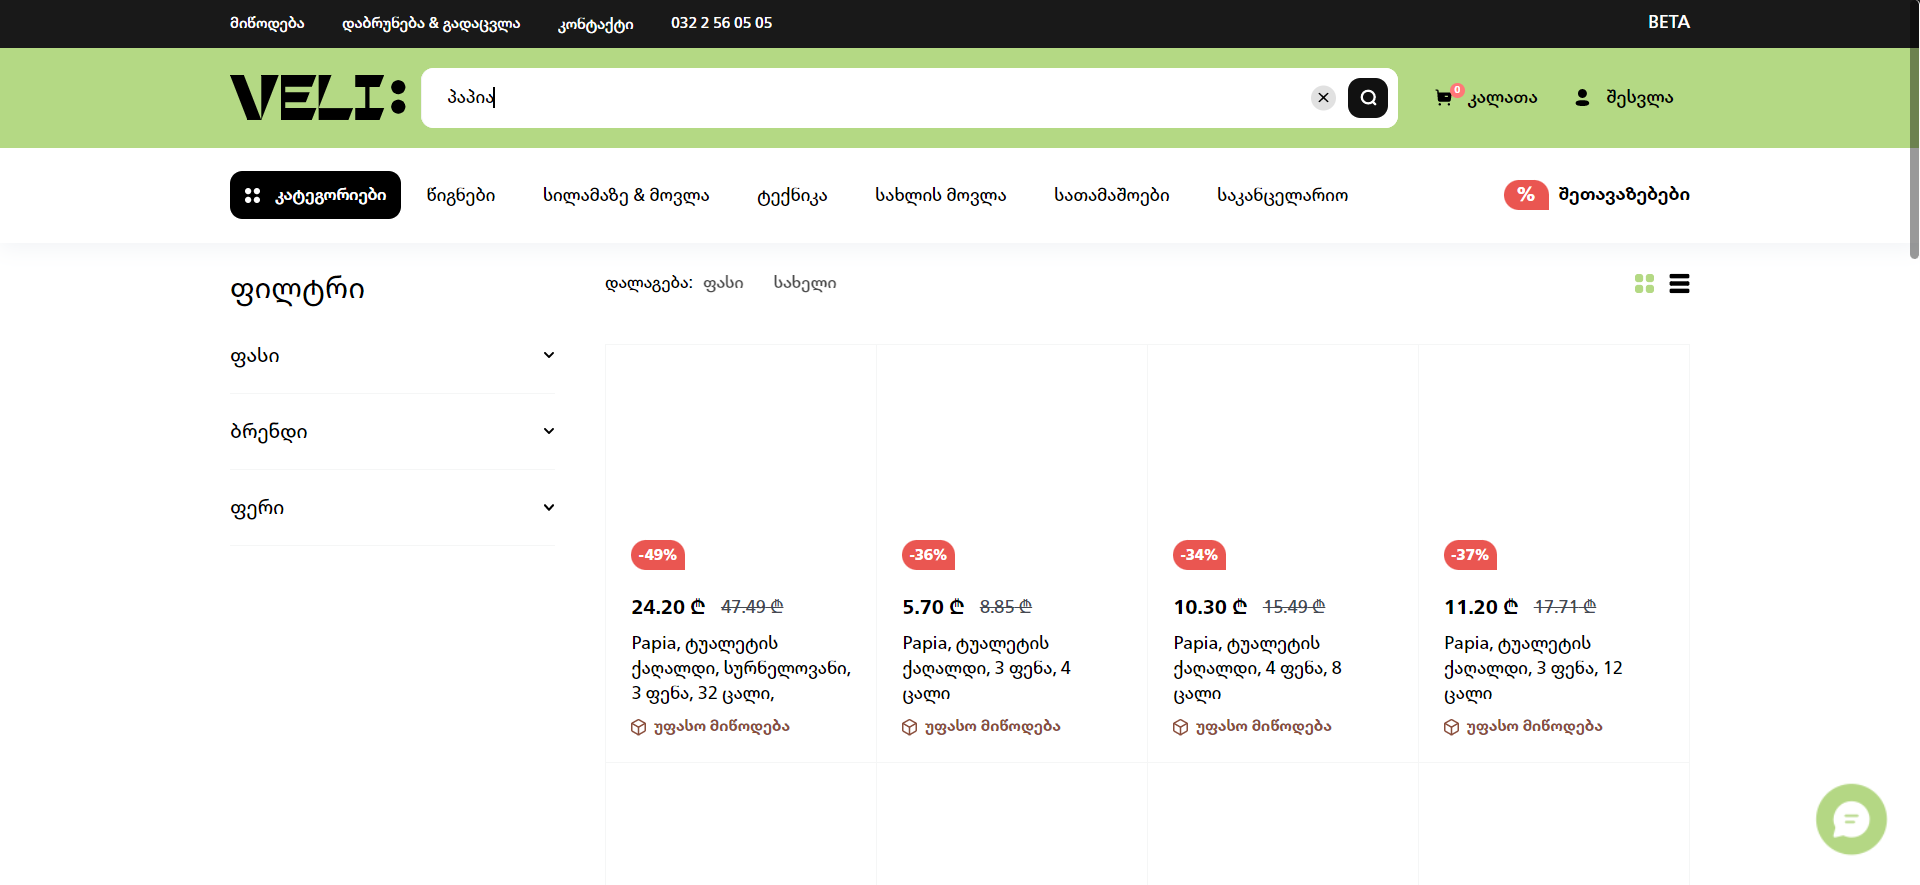 მიწოდება დაბრუნება & გადაცვლა კონტაქტი 032 2 56 05 05 BETA
VELI:
პაპია
0 კალათა შესვლა
კატეგორიები წიგნები სილამაზე & მოვლა ტექნიკა სახლის მოვლა სათამაშოები საკანცელარიო % შეთავაზებები
ფილტრი
ფასი
ბრენდი
ფერი
დალაგება: ფასი სახელი
-49%
24.20 ₾ 47.49 ₾
Papia, ტუალეტის
ქაღალდი, სურნელოვანი,
3 ფენა, 32 ცალი,
უფასო მიწოდება
-36%
5.70 ₾ 8.85 ₾
Papia, ტუალეტის
ქაღალდი, 3 ფენა, 4
ცალი
უფასო მიწოდება
-34%
10.30 ₾ 15.49 ₾
Papia, ტუალეტის
ქაღალდი, 4 ფენა, 8
ცალი
უფასო მიწოდება
-37%
11.20 ₾ 17.71 ₾
Papia, ტუალეტის
ქაღალდი, 3 ფენა, 12
ცალი
უფასო მიწოდება